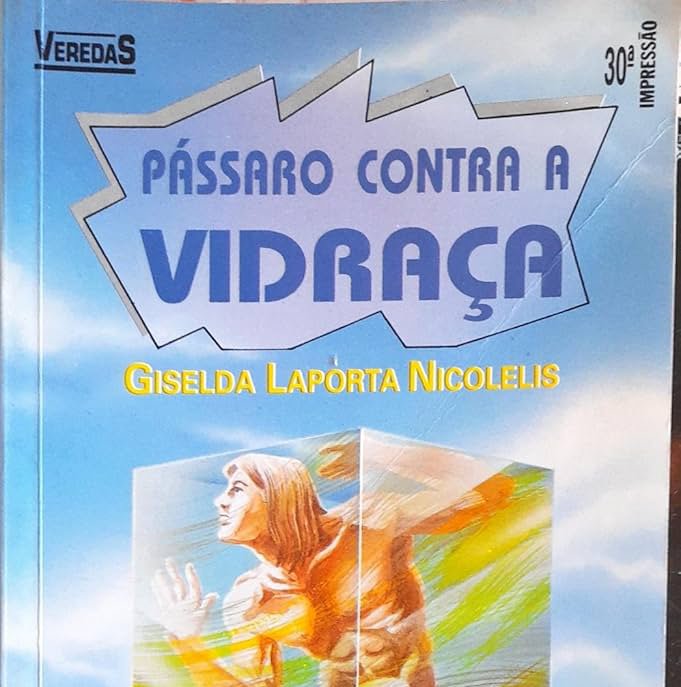 VEREDAS
30ª
IMPRESSÃO
PÁSSARO CONTRA A
VIDRAÇA
GISELDA LAPORTA NICOLELIS